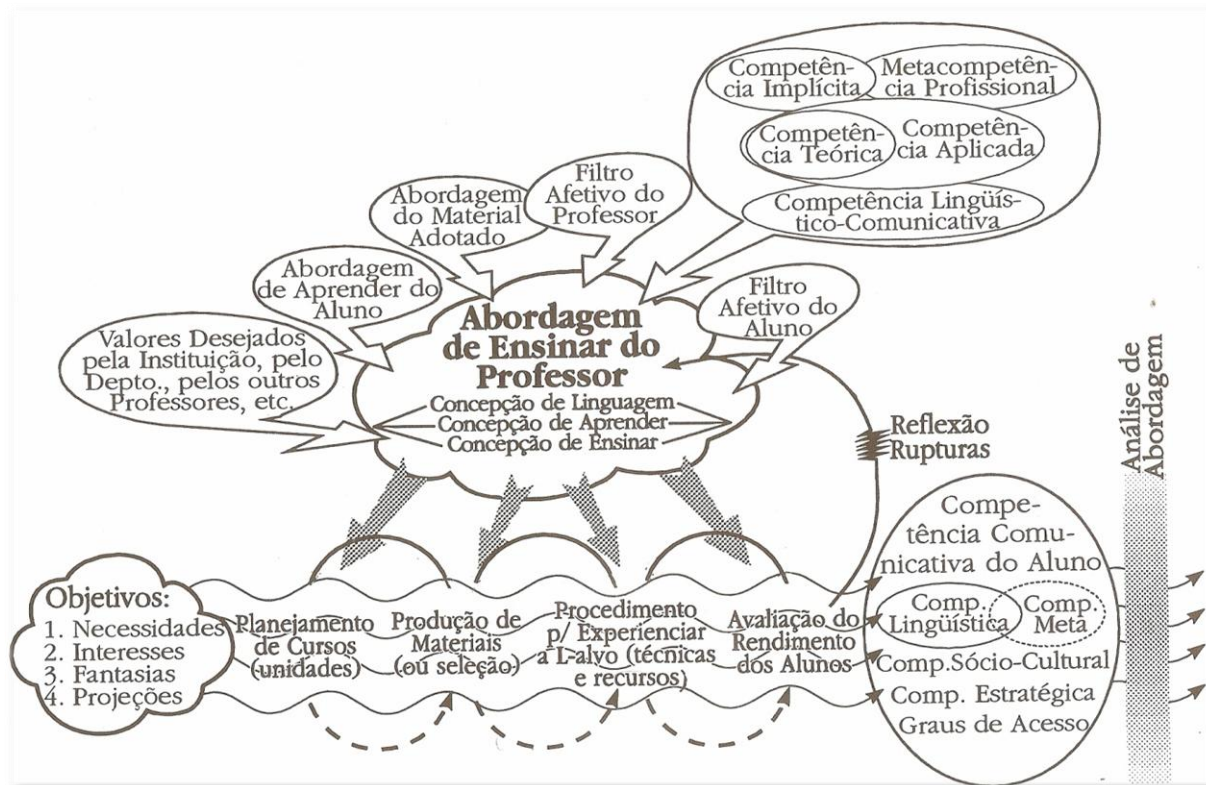 Competên-
cia Implícita
Metacompetên-
cia Profissional
Competên-
cia Teórica
Competên-
cia Aplicada
Competência Lingüís-
tico-Comunicativa
Filtro
Afetivo do
Professor
Abordagem
do Material
Adotado
Abordagem
de Aprender do
Aluno
Valores Desejados
pela Instituição, pelo
Depto., pelos outros
Professores, etc.
Filtro
Afetivo do
Aluno
Abordagem
de Ensinar do
Professor
Concepção de Linguagem
Concepção de Aprender
Concepção de Ensinar
Reflexão
Rupturas
Análise de
Abordagem
Objetivos:
1. Necessidades
2. Interesses
3. Fantasias
4. Projeções
Planejamento
de Cursos
(unidades)
Produção de
Materiais
(ou seleção)
Procedimento
p/ Experienciar
a L-alvo (técnicas
e recursos)
Avaliação do
Rendimento
dos Alunos
Compe-
tência Comu-
nicativa do Aluno
Comp.
Lingüística
Comp.
Meta
Comp.Sócio-Cultural
Comp. Estratégica
Graus de Acesso